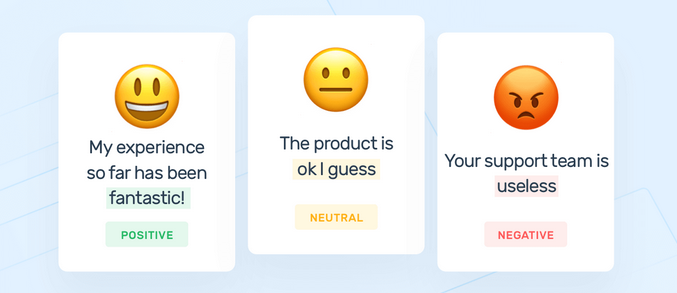 My experience
so far has been
fantastic!
POSITIVE
The product is
ok I guess
NEUTRAL
Your support team is
useless
NEGATIVE